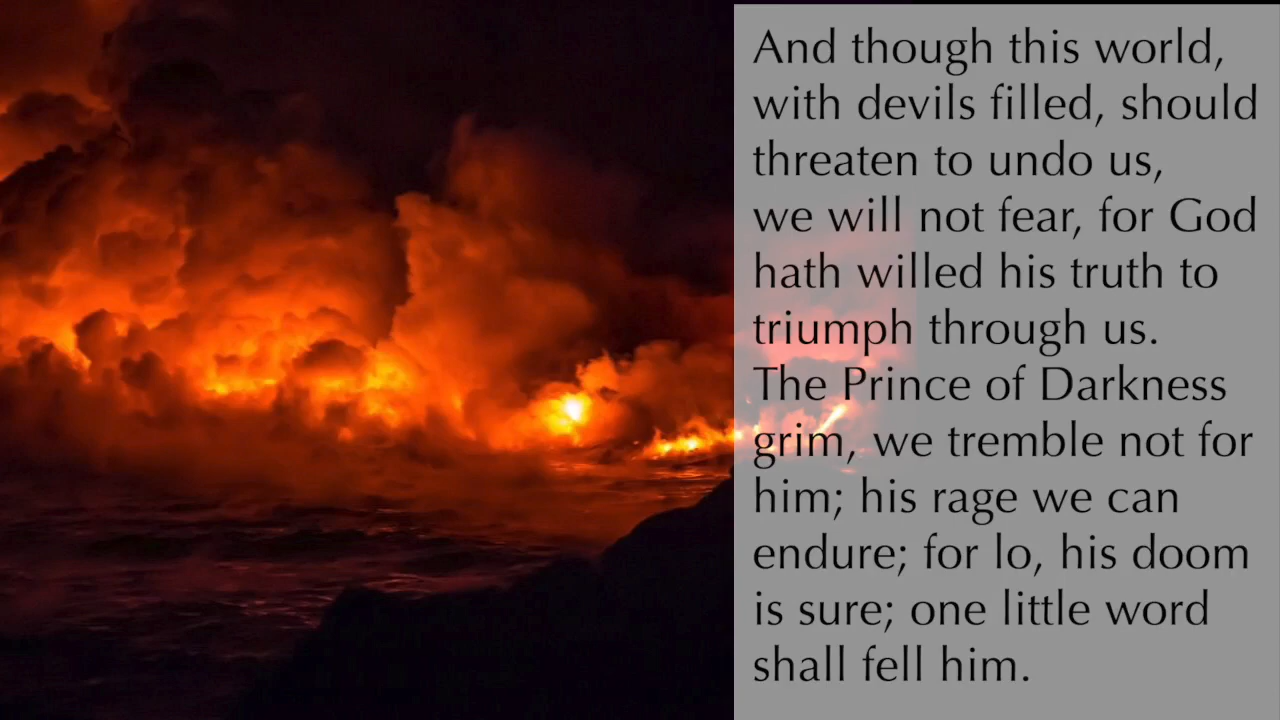 And though this world,
with devils filled, should
threaten to undo us,
we will not fear, for God
hath willed his truth to
triumph through us.
The Prince of Darkness
grim, we tremble not for
him; his rage we can
endure; for lo, his doom
is sure; one little word
shall fell him.